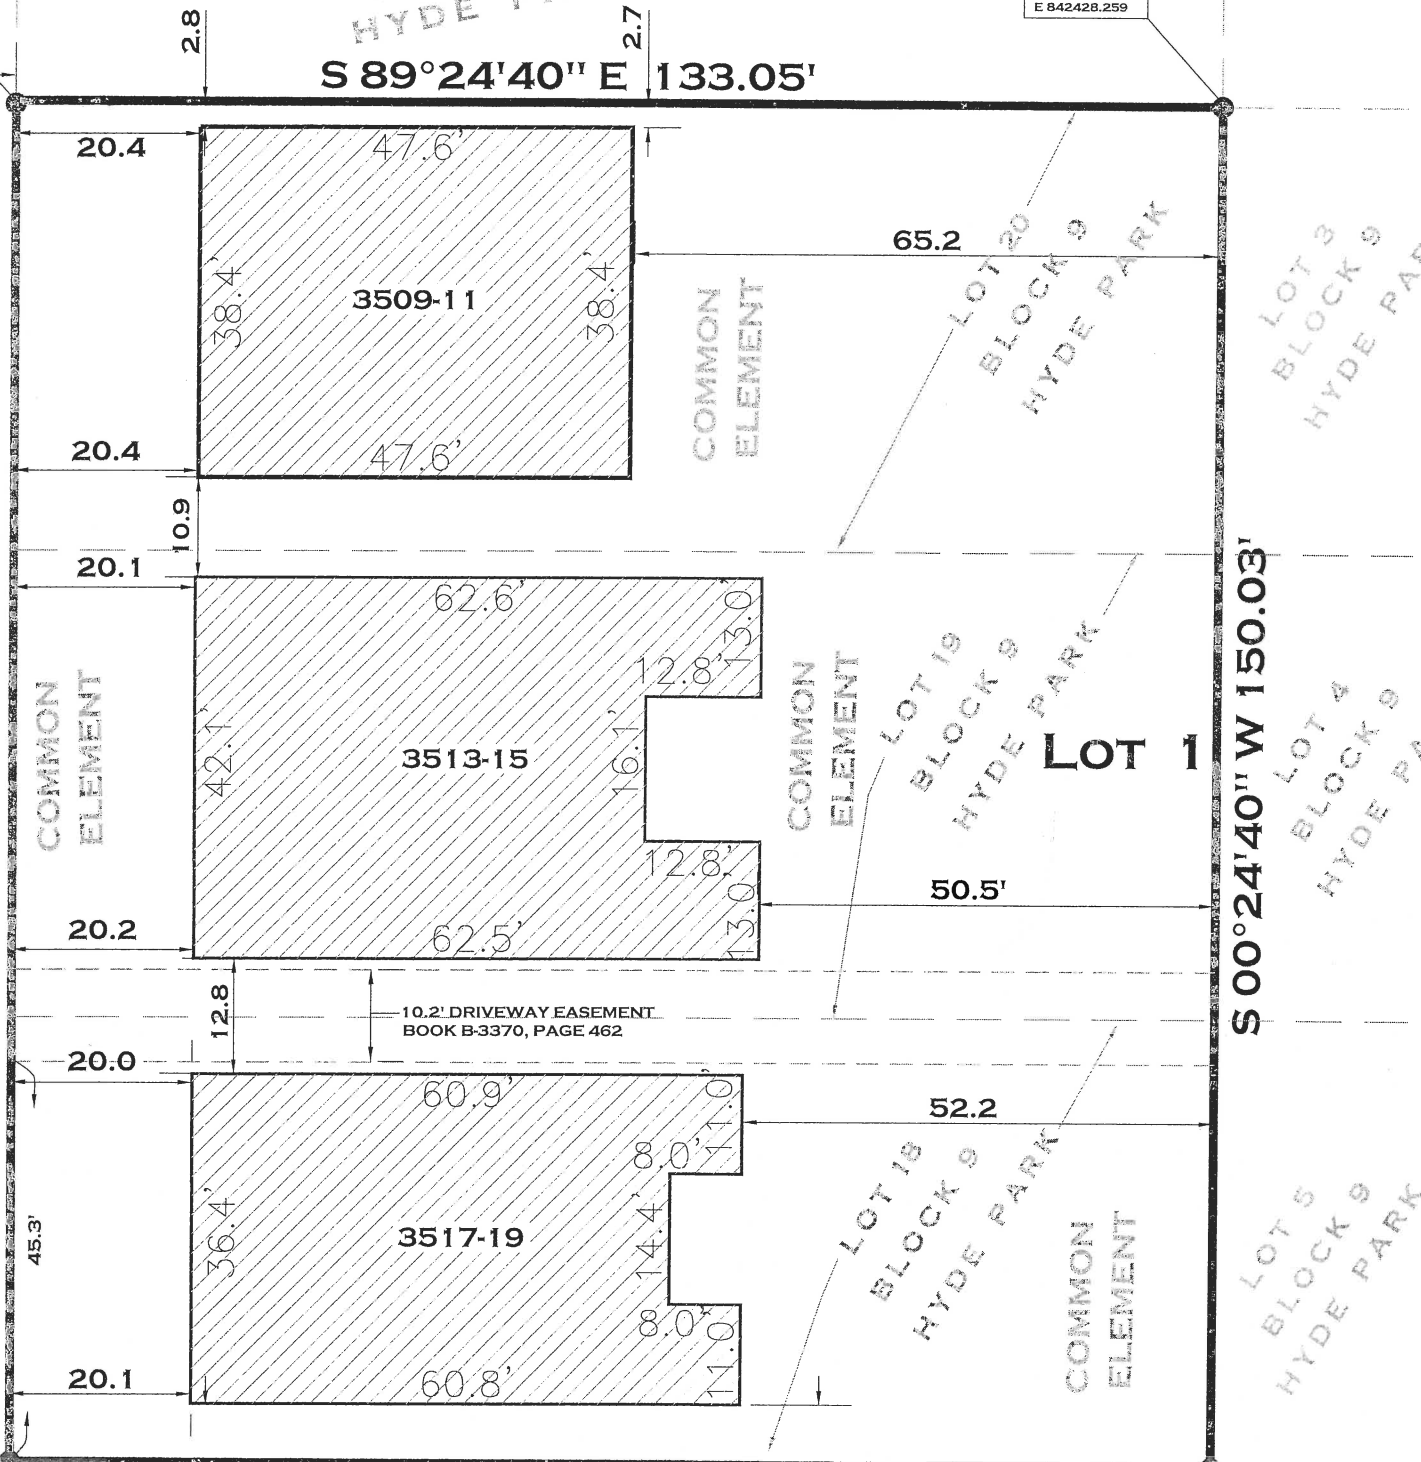 E 842428.259
2.8
2.7
HYDE
S 89°24'40" E 133.05'
20.4
47.6'
65.2
38.4'
3509-11
38.4'
COMMON
ELEMENT
LOT 20
BLOCK 9
HYDE PARK
LOT 3
BLOCK 9
HYDE PAR
20.4
47.6'
10.9
20.1
62.6'
13.0'
12.8'
COMMON
ELEMENT
42.1'
3513-15
16.1'
COMMON
ELEMENT
LOT 19
BLOCK 9
HYDE PARK
LOT 1
S 00°24'40" W 150.03'
LOT 4
BLOCK 9
HYDE PA
12.8'
13.0'
50.5'
20.2
62.5'
12.8
10.2' DRIVEWAY EASEMENT
BOOK B-3370, PAGE 462
20.0
60.9'
11.0'
52.2
8.0'
45.3'
36.4'
3517-19
14.4'
LOT 18
BLOCK 9
HYDE PARK
COMMON
ELEMENT
LOT 5
BLOCK 9
HYDE PARK
8.0'
11.0'
20.1
60.8'